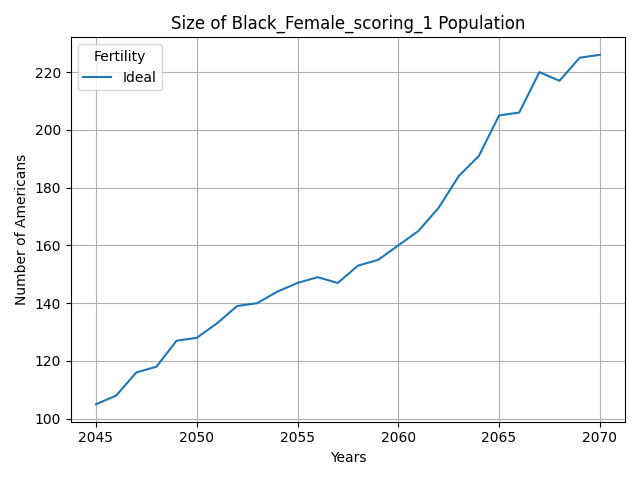 Size of Black_Female_scoring_1 Population
Fertility
Ideal
Number of Americans
220
200
180
160
140
120
100
2045 2050 2055 2060 2065 2070
Years